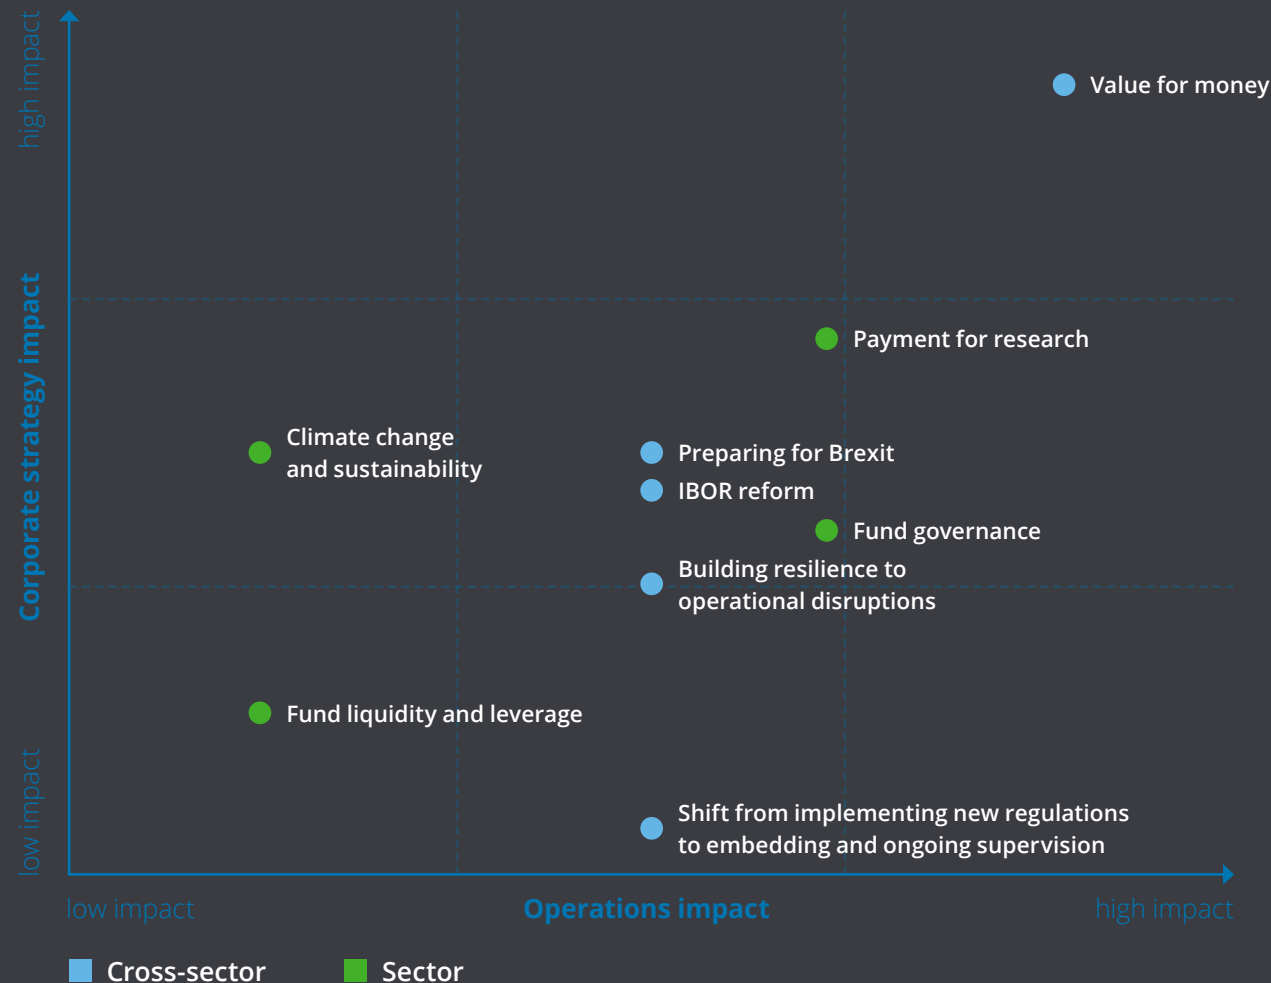 high impact
Value for money
Corporate strategy impact
Payment for research
Climate change
and sustainability
Preparing for Brexit
IBOR reform
Fund governance
Building resilience to
operational disruptions
Fund liquidity and leverage
low impact
Shift from implementing new regulations
to embedding and ongoing supervision
low impact
Operations impact
high impact
Cross-sector
Sector